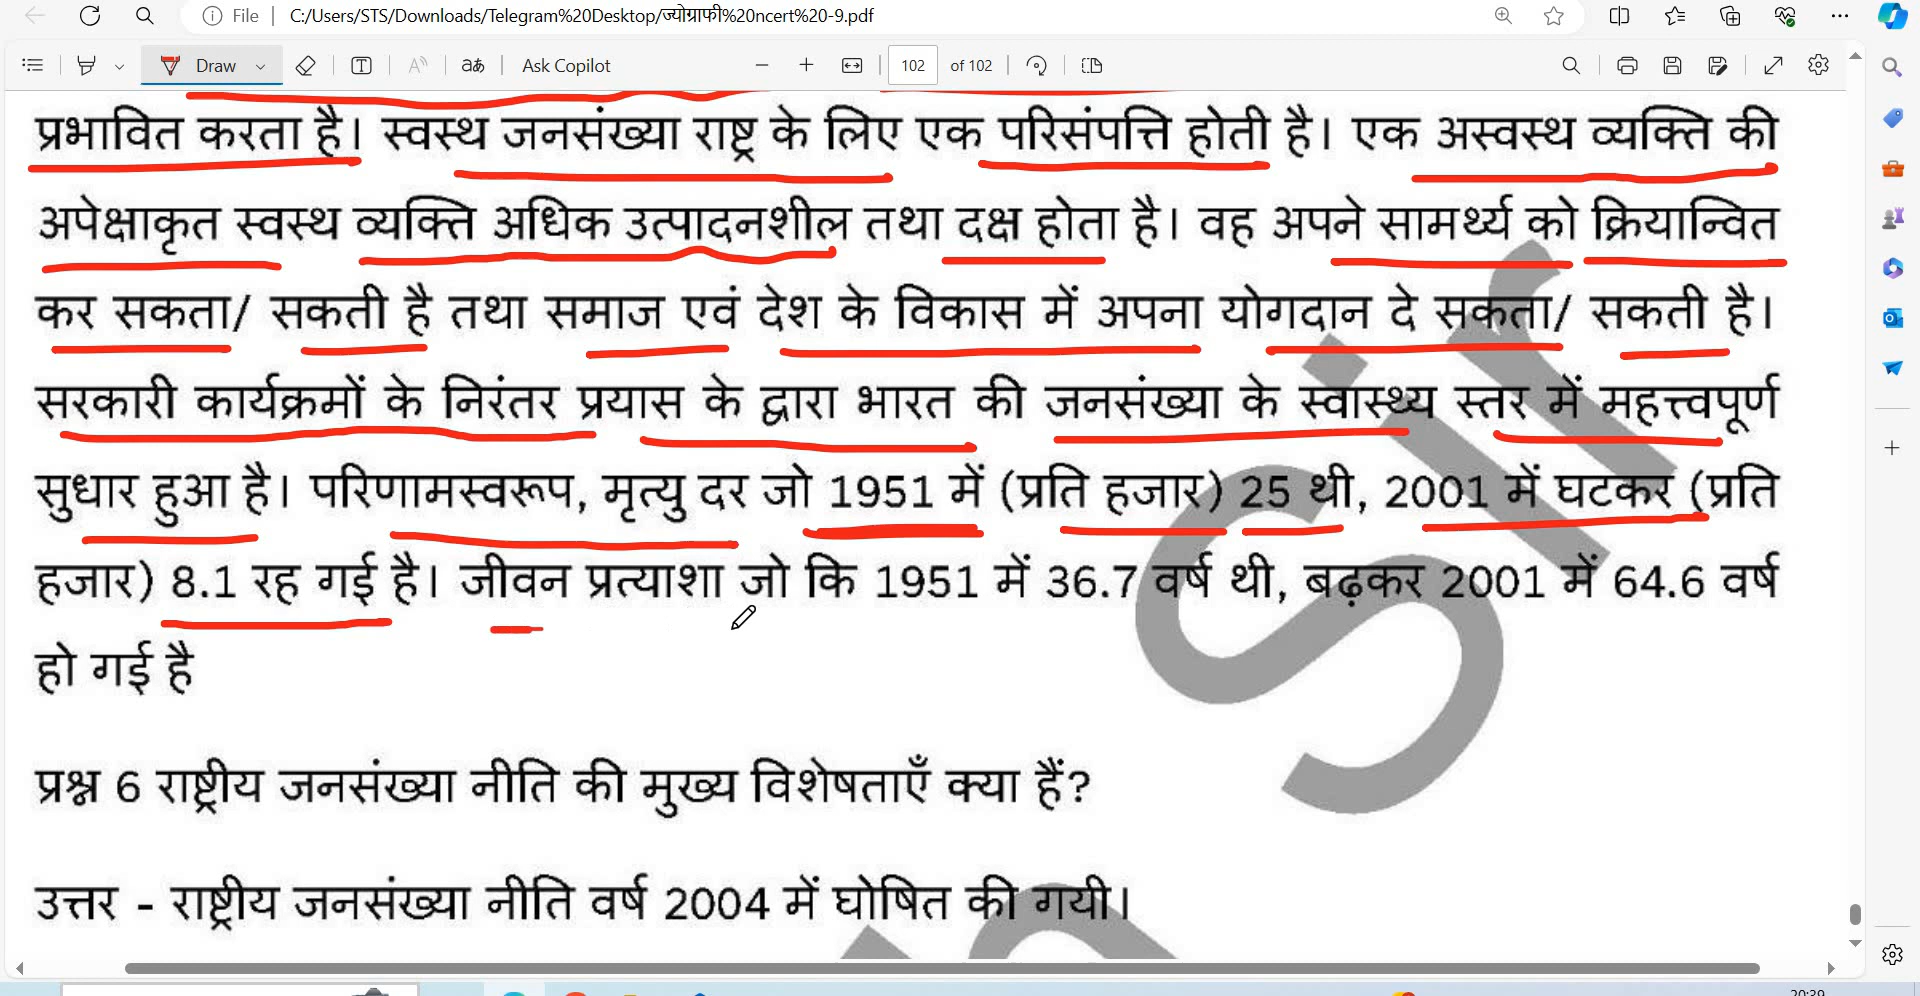 File C:/Users/STS/Downloads/Telegram%20Desktop/ज्योग्राफी%20ncert%20-9.pdf
Draw aあ Ask Copilot 102 of 102
प्रभावित करता है। स्वस्थ जनसंख्या राष्ट्र के लिए एक परिसंपत्ति होती है। एक अस्वस्थ व्यक्ति की
अपेक्षाकृत स्वस्थ व्यक्ति अधिक उत्पादनशील तथा दक्ष होता है। वह अपने सामर्थ्य को क्रियान्वित
कर सकता/ सकती है तथा समाज एवं देश के विकास में अपना योगदान दे सकता/ सकती है।
सरकारी कार्यक्रमों के निरंतर प्रयास के द्वारा भारत की जनसंख्या के स्वास्थ्य स्तर में महत्त्वपूर्ण
सुधार हुआ है। परिणामस्वरूप, मृत्यु दर जो 1951 में (प्रति हजार) 25 थी, 2001 में घटकर (प्रति
हजार) 8.1 रह गई है। जीवन प्रत्याशा जो कि 1951 में 36.7 वर्ष थी, बढ़कर 2001 में 64.6 वर्ष
हो गई है
प्रश्न 6 राष्ट्रीय जनसंख्या नीति की मुख्य विशेषताएँ क्या हैं?
उत्तर - राष्ट्रीय जनसंख्या नीति वर्ष 2004 में घोषित की गयी।
Sir